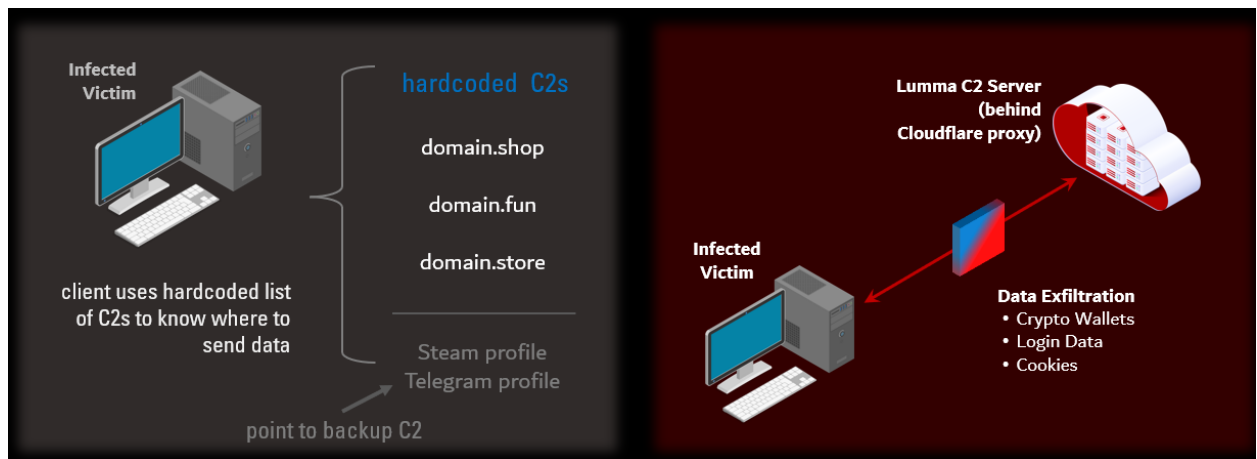 Infected
Victim
client uses hardcoded list
of C2s to know where to
send data
hardcoded C2s
domain.shop
domain.fun
domain.store
Steam profile
Telegram profile
point to backup C2
Lumma C2 Server
(behind
Cloudflare proxy)
Infected
Victim
Data Exfiltration
• Crypto Wallets
• Login Data
• Cookies